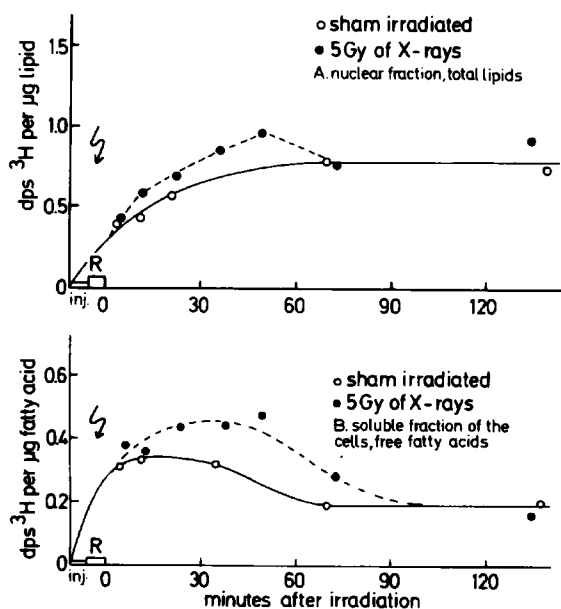 ○ sham irradiated
● 5Gy of X-rays
A. nuclear fraction, total lipids
dps ³H per µg lipid
1.5
1.0
0.5
0
R
inj. 0 30 60 90 120
○ sham irradiated
● 5Gy of X-rays
B. soluble fraction of the
cells, free fatty acids
dps ³H per µg fatty acid
0.6
0.4
0.2
0
R
inj. 0 30 60 90 120
minutes after irradiation